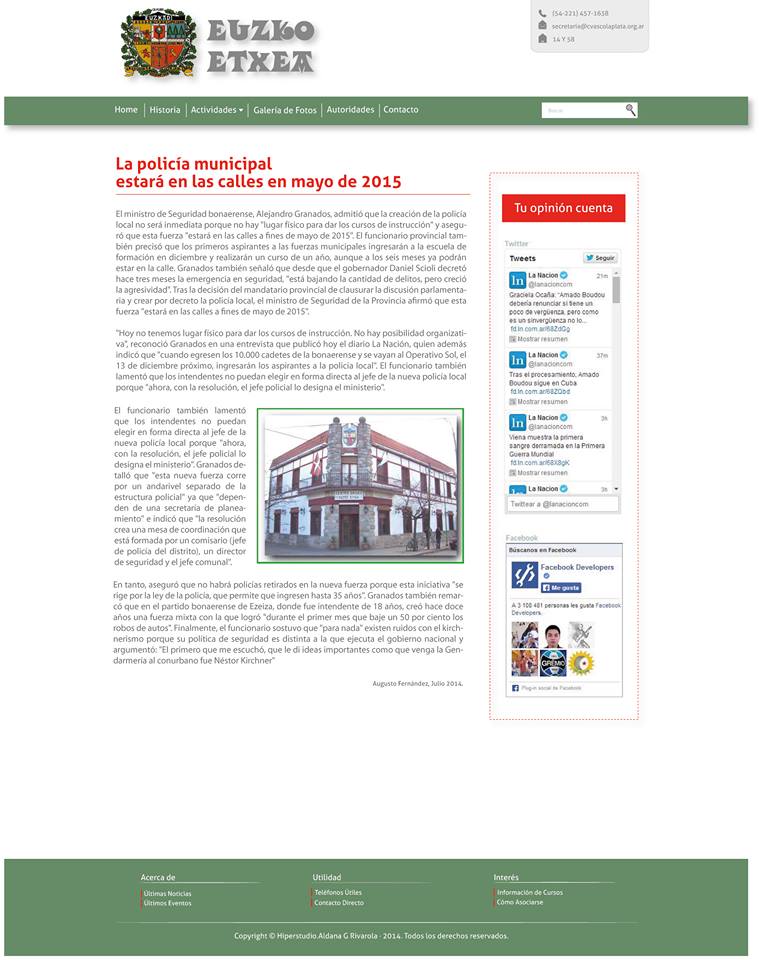 EUZKADI
EUZKO
ETXEA
(54-221) 457-1658
secretaria@cvascolaplata.org.ar
14 Y 58
Home Historia Actividades Galería de Fotos Autoridades Contacto
Buscar
La policía municipal
estará en las calles en mayo de 2015
El ministro de Seguridad bonaerense, Alejandro Granados, admitió que la creación de la policía
local no será inmediata porque no hay "lugar físico para dar los cursos de instrucción" y asegu-
ró que esta fuerza "estará en las calles a fines de mayo de 2015". El funcionario provincial tam-
bién precisó que los primeros aspirantes a las fuerzas municipales ingresarán a la escuela de
formación en diciembre y realizarán un curso de un año, aunque a los seis meses ya podrán
estar en la calle. Granados también señaló que desde que el gobernador Daniel Scioli decretó
hace tres meses la emergencia en seguridad, "está bajando la cantidad de delitos, pero creció
la agresividad". Tras la decisión del mandatario provincial de clausurar la discusión parlamenta-
ria y crear por decreto la policía local, el ministro de Seguridad de la Provincia afirmó que esta
fuerza "estará en las calles a fines de mayo de 2015".
"Hoy no tenemos lugar físico para dar los cursos de instrucción. No hay posibilidad organizati-
va", reconoció Granados en una entrevista que publicó hoy el diario La Nación, quien además
indicó que "cuando egresen los 10.000 cadetes de la bonaerense y se vayan al Operativo Sol, el
13 de diciembre próximo, ingresarán los aspirantes a la policía local". El funcionario también
lamentó que los intendentes no puedan elegir en forma directa al jefe de la nueva policía local
porque "ahora, con la resolución, el jefe policial lo designa el ministerio".
El funcionario también lamentó
que los intendentes no puedan
elegir en forma directa al jefe de la
nueva policía local porque "ahora,
con la resolución, el jefe policial lo
designa el ministerio". Granados de-
talló que "esta nueva fuerza corre
por un andarivel separado de la
estructura policial" ya que "depen-
den de una secretaría de planea-
miento" e indicó que "la resolución
crea una mesa de coordinación que
está formada por un comisario (jefe
de policía del distrito), un director
de seguridad y el jefe comunal".
En tanto, aseguró que no habrá policías retirados en la nueva fuerza porque esta iniciativa "se
rige por la ley de la policía, que permite que ingresen hasta 35 años". Granados también remar-
có que en el partido bonaerense de Ezeiza, donde fue intendente de 18 años, creó hace doce
años una fuerza mixta con la que logró "durante el primer mes que baje un 50 por ciento los
robos de autos". Finalmente, el funcionario sostuvo que "para nada" existen ruidos con el kirch-
nerismo porque su política de seguridad es distinta a la que ejecuta el gobierno nacional y
argumentó: "El primero que me escuchó, que le di ideas importantes como que venga la Gen-
darmería al conurbano fue Néstor Kirchner"
Augusto Fernández, Julio 2014.
Tu opinión cuenta
Twitter
Tweets Seguir
La Nacion 21m
@lanacioncom
Graciela Ocaña: "Amado Boudou
debería renunciar si tiene un
poco de vergüenza, pero como
es un sinvergüenza no lo...
fd.ln.com.ar/68ZdGg
Mostrar resumen
La Nacion 37m
@lanacioncom
Tras el procesamiento, Amado
Boudou sigue en Cuba
fd.ln.com.ar/68ZQbd
Mostrar resumen
La Nacion 3h
@lanacioncom
Viena muestra la primera
sangre derramada en la Primera
Guerra Mundial
fd.ln.com.ar/68X8gK
Mostrar resumen
La Nacion 3h
Twittear a @lanacioncom
Facebook
Búscanos en Facebook
Facebook Developers
Me gusta
A 3 108 481 personas les gusta Facebook
Developers.
GREMIO
Plug-in social de Facebook
Acerca de
Últimas Noticias
Últimos Eventos
Utilidad
Teléfonos Útiles
Contacto Directo
Interés
Información de Cursos
Cómo Asociarse
Copyright © Hiperstudio.Aldana G Rivarola - 2014. Todos los derechos reservados.